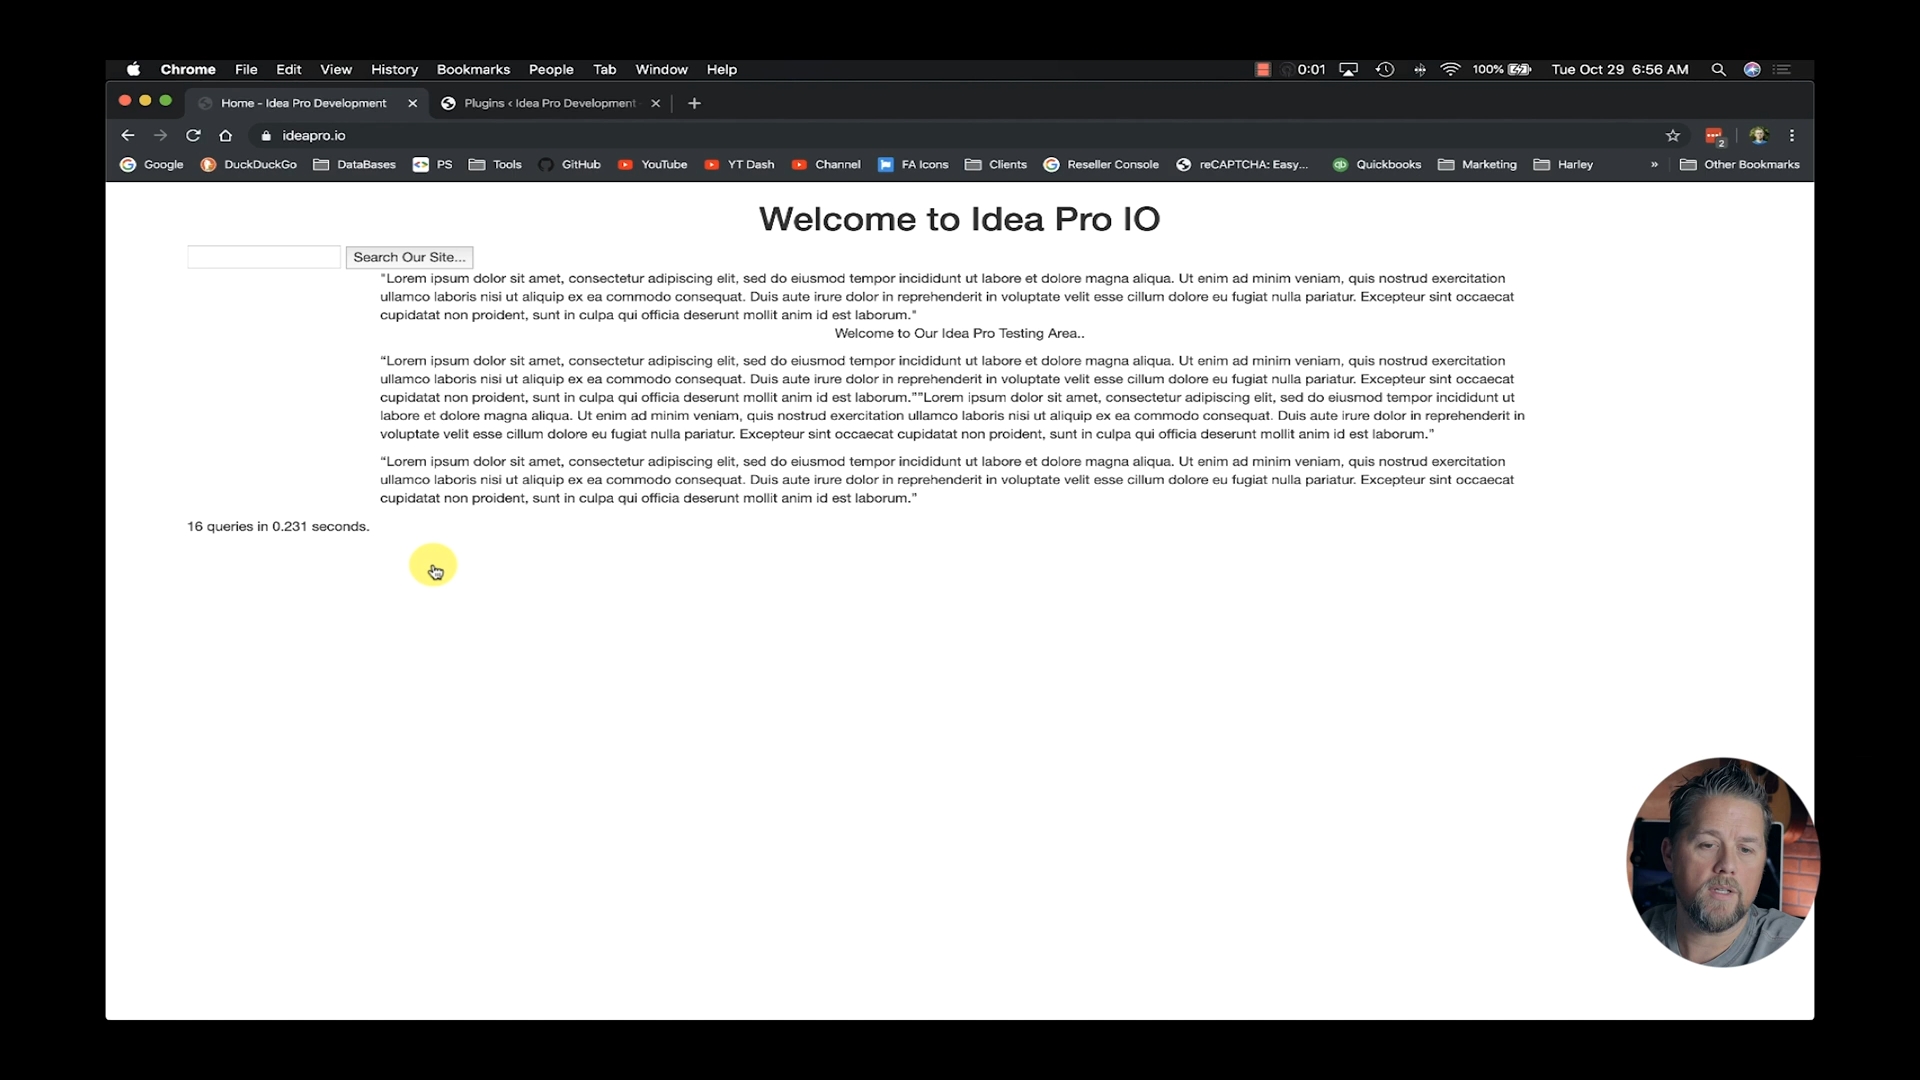 Chrome File Edit View History Bookmarks People Tab Window Help 0:01 100% Tue Oct 29 6:56 AM
Home - Idea Pro Development Plugins ‹ Idea Pro Development
ideapro.io 2
Google DuckDuckGo DataBases PS Tools GitHub YouTube YT Dash Channel FA Icons Clients Reseller Console reCAPTCHA: Easy... Quickbooks Marketing Harley » Other Bookmarks
Welcome to Idea Pro IO
Search Our Site...
"Lorem ipsum dolor sit amet, consectetur adipiscing elit, sed do eiusmod tempor incididunt ut labore et dolore magna aliqua. Ut enim ad minim veniam, quis nostrud exercitation
ullamco laboris nisi ut aliquip ex ea commodo consequat. Duis aute irure dolor in reprehenderit in voluptate velit esse cillum dolore eu fugiat nulla pariatur. Excepteur sint occaecat
cupidatat non proident, sunt in culpa qui officia deserunt mollit anim id est laborum."
Welcome to Our Idea Pro Testing Area..
“Lorem ipsum dolor sit amet, consectetur adipiscing elit, sed do eiusmod tempor incididunt ut labore et dolore magna aliqua. Ut enim ad minim veniam, quis nostrud exercitation
ullamco laboris nisi ut aliquip ex ea commodo consequat. Duis aute irure dolor in reprehenderit in voluptate velit esse cillum dolore eu fugiat nulla pariatur. Excepteur sint occaecat
cupidatat non proident, sunt in culpa qui officia deserunt mollit anim id est laborum.””Lorem ipsum dolor sit amet, consectetur adipiscing elit, sed do eiusmod tempor incididunt ut
labore et dolore magna aliqua. Ut enim ad minim veniam, quis nostrud exercitation ullamco laboris nisi ut aliquip ex ea commodo consequat. Duis aute irure dolor in reprehenderit in
voluptate velit esse cillum dolore eu fugiat nulla pariatur. Excepteur sint occaecat cupidatat non proident, sunt in culpa qui officia deserunt mollit anim id est laborum.”
“Lorem ipsum dolor sit amet, consectetur adipiscing elit, sed do eiusmod tempor incididunt ut labore et dolore magna aliqua. Ut enim ad minim veniam, quis nostrud exercitation
ullamco laboris nisi ut aliquip ex ea commodo consequat. Duis aute irure dolor in reprehenderit in voluptate velit esse cillum dolore eu fugiat nulla pariatur. Excepteur sint occaecat
cupidatat non proident, sunt in culpa qui officia deserunt mollit anim id est laborum.”
16 queries in 0.231 seconds.